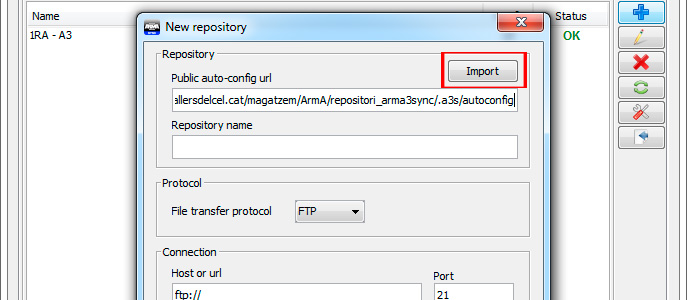 Name
Status
1RA - A3
OK
New repository
Repository
Import
Public auto-config url
allersdelcel.cat/magatzem/ArmA/repositori_arma3sync/.a3s/autoconfig
Repository name
Protocol
File transfer protocol
FTP
Connection
Host or url
Port
ftp://
21